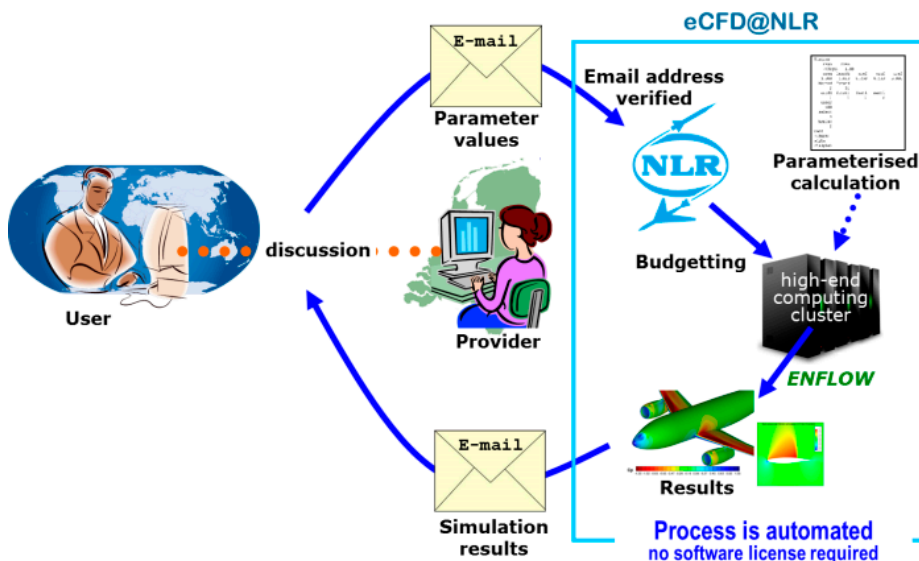 eCFD@NLR
E-mail
Parameter
values
Email address
verified
NLR
Parameterised
calculation
discussion
User
Provider
Budgetting
high-end
computing
cluster
ENFLOW
E-mail
Simulation
results
Results
Process is automated
no software license required